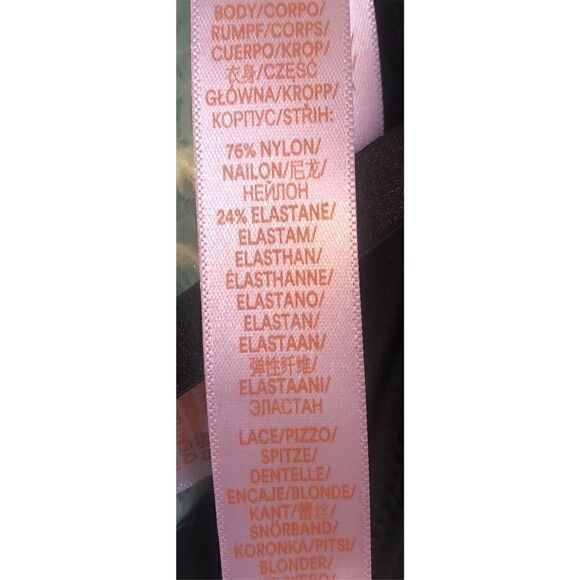 BODY/CORPO/
RUMPF/CORPS/
CUERPO/KROP/
衣身/CZĘŚĆ
GŁÓWNA/KROPP/
КОРПУС/STŘIH:
76% NYLON/
NAILON/尼龙/
НЕЙЛОН
24% ELASTANE/
ELASTAM/
ELASTHAN/
ÉLASTHANNE/
ELASTANO/
ELASTAN/
ELASTAAN/
弹性纤维/
ELASTAANI/
ЭЛАСТАН
LACE/PIZZO/
SPITZE/
DENTELLE/
ENCAJE/BLONDE/
KANT/蕾丝/
SNÖRBAND/
KORONKA/PITSI/
BLONDER/